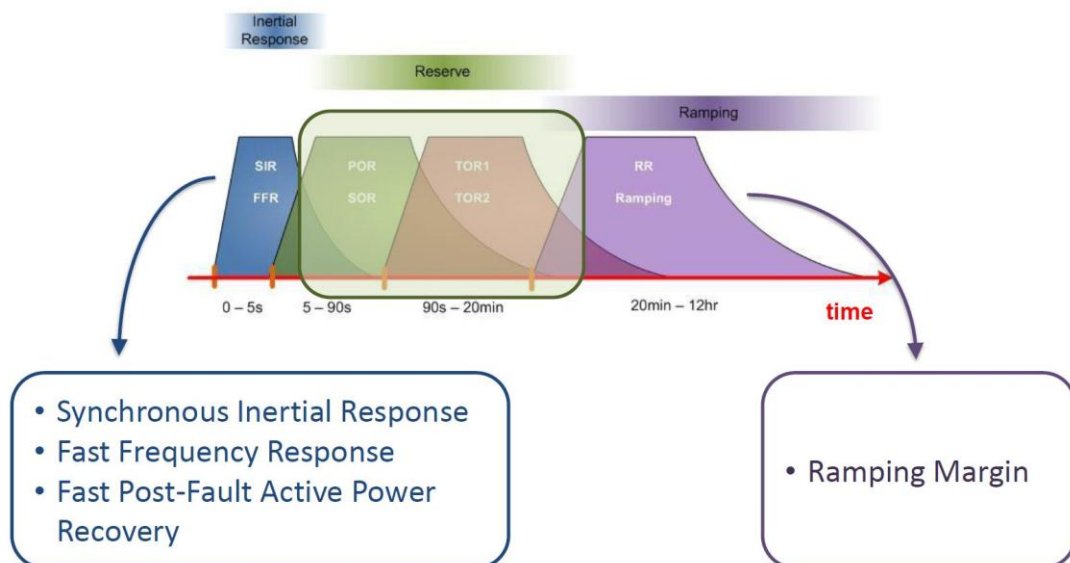 Inertial
Response
Reserve
Ramping
SIR
FFR
POR
SOR
TOR1
TOR2
RR
Ramping
0 – 5s
5 – 90s
90s – 20min
20min – 12hr
time
• Synchronous Inertial Response
• Fast Frequency Response
• Fast Post-Fault Active Power
Recovery
• Ramping Margin